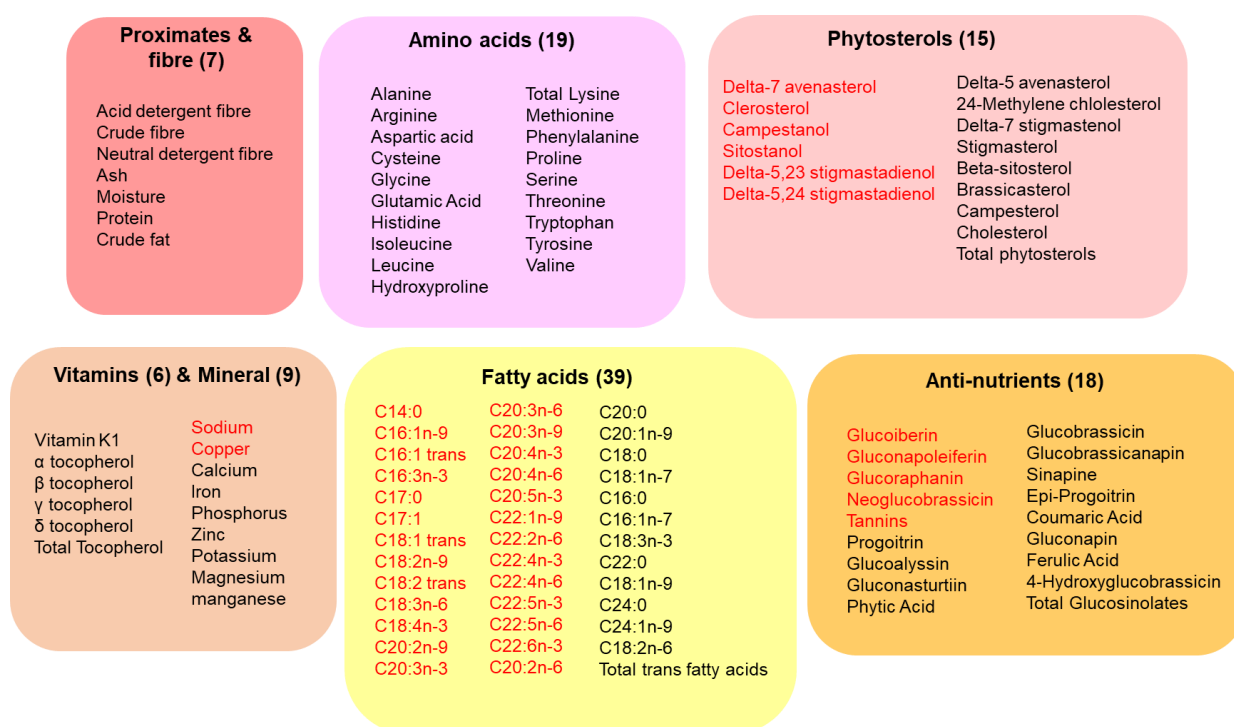 Proximates &
fibre (7)
Acid detergent fibre
Crude fibre
Neutral detergent fibre
Ash
Moisture
Protein
Crude fat
Amino acids (19)
Alanine
Arginine
Aspartic acid
Cysteine
Glycine
Glutamic Acid
Histidine
Isoleucine
Leucine
Hydroxyproline
Total Lysine
Methionine
Phenylalanine
Proline
Serine
Threonine
Tryptophan
Tyrosine
Valine
Phytosterols (15)
Delta-7 avenasterol
Clerosterol
Campestanol
Sitostanol
Delta-5,23 stigmastadienol
Delta-5,24 stigmastadienol
Delta-5 avenasterol
24-Methylene chlolesterol
Delta-7 stigmastenol
Stigmasterol
Beta-sitosterol
Brassicasterol
Campesterol
Cholesterol
Total phytosterols
Vitamins (6) & Mineral (9)
Vitamin K1
α tocopherol
β tocopherol
γ tocopherol
δ tocopherol
Total Tocopherol
Sodium
Copper
Calcium
Iron
Phosphorus
Zinc
Potassium
Magnesium
manganese
Fatty acids (39)
C14:0
C16:1n-9
C16:1 trans
C16:3n-3
C17:0
C17:1
C18:1 trans
C18:2n-9
C18:2 trans
C18:3n-6
C18:4n-3
C20:2n-9
C20:3n-3
C20:3n-6
C20:3n-9
C20:4n-3
C20:4n-6
C20:5n-3
C22:1n-9
C22:2n-6
C22:4n-3
C22:4n-6
C22:5n-3
C22:5n-6
C22:6n-3
C20:2n-6
C20:0
C20:1n-9
C18:0
C18:1n-7
C16:0
C16:1n-7
C18:3n-3
C22:0
C18:1n-9
C24:0
C24:1n-9
C18:2n-6
Total trans fatty acids
Anti-nutrients (18)
Glucoiberin
Gluconapoleiferin
Glucoraphanin
Neoglucobrassicin
Tannins
Progoitrin
Glucoalyssin
Gluconasturtiin
Phytic Acid
Glucobrassicin
Glucobrassicanapin
Sinapine
Epi-Progoitrin
Coumaric Acid
Gluconapin
Ferulic Acid
4-Hydroxyglucobrassicin
Total Glucosinolates